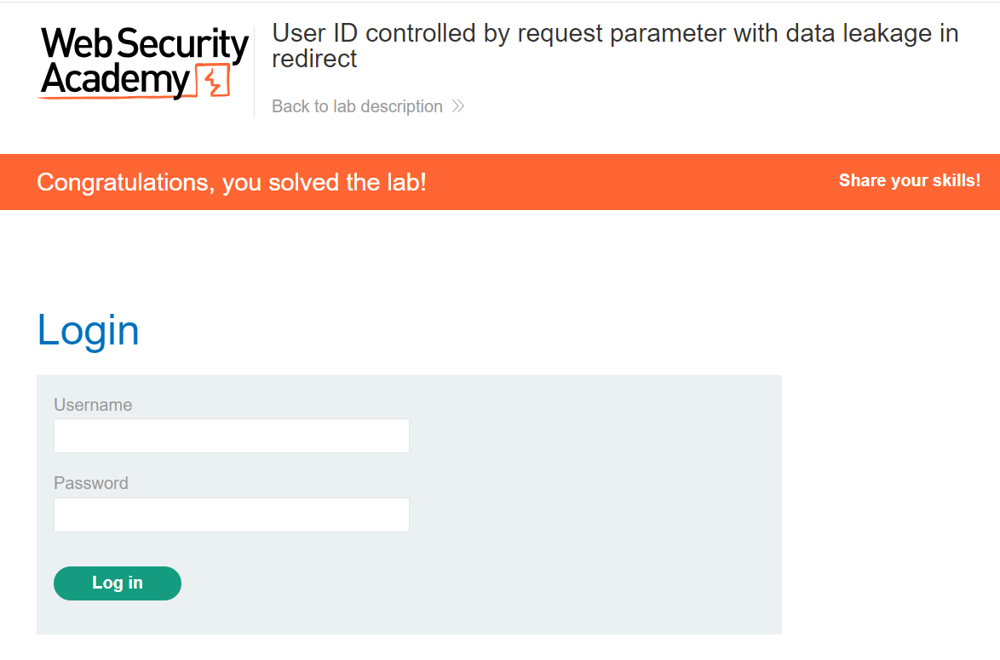 Web Security
Academy
User ID controlled by request parameter with data leakage in
redirect
Back to lab description
Congratulations, you solved the lab!
Share your skills!
Login
Username
Password
Log in